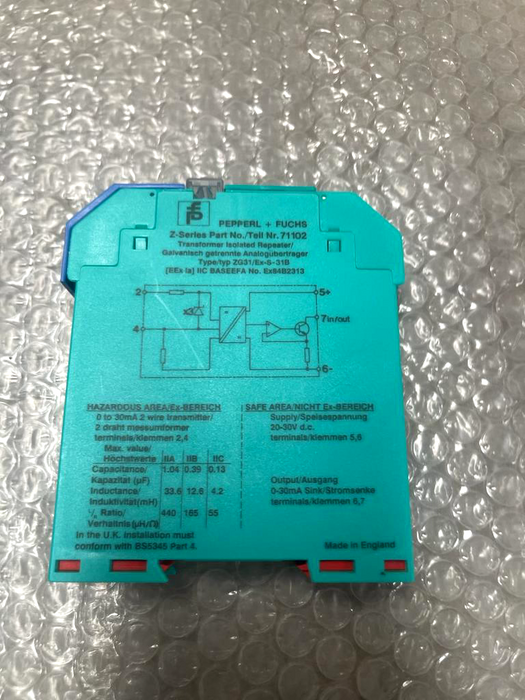 PEPPERL + FUCHS
Z-Series Part No./Teil Nr. 71102
Transformer Isolated Repeater/
Galvanisch getrennte Analogübertrager
Type/typ ZG31/Ex-S-31B
[EEx ia] IIC BASEEFA No. Ex84B2313
2
5+
x3
7in/out
4
6-
HAZARDOUS AREA/Ex-BEREICH
0 to 30mA 2 wire transmitter/
2 draht messumformer
terminals/klemmen 2,4
Max. value/
Höchstwerte IIA IIB IIC
Capacitance/ 1.04 0.39 0.13
Kapazität (µF)
Inductance/ 33.6 12.6 4.2
Induktivität(mH)
Ratio/ 440 165 55
Verhältnis(µH/Ω)
In the U.K. installation must
conform with BS5345 Part 4.
SAFE AREA/NICHT Ex-BEREICH
Supply/Speisespannung
20-30V d.c.
terminals/klemmen 5,6
Output/Ausgang
0-30mA Sink/Stromsenke
terminals/klemmen 6,7
Made in England